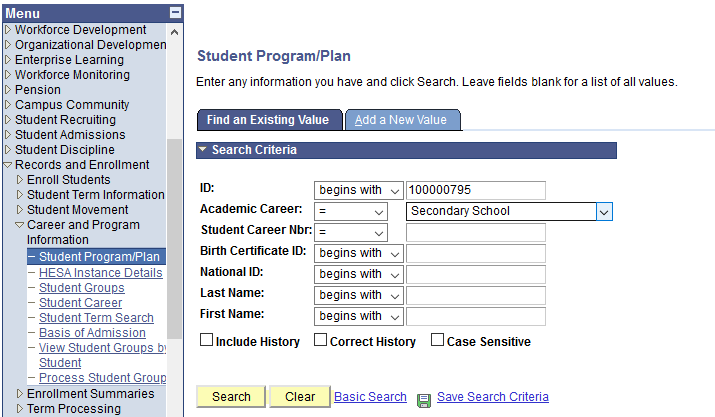 Menu
Workforce Development
Organizational Developmen
Enterprise Learning
Workforce Monitoring
Pension
Campus Community
Student Recruiting
Student Admissions
Student Discipline
Records and Enrollment
Enroll Students
Student Term Information
Student Movement
Career and Program
Information
Student Program/Plan
HESA Instance Details
Student Groups
Student Career
Student Term Search
Basis of Admission
View Student Groups by
Student
Process Student Group
Enrollment Summaries
Term Processing
Student Program/Plan
Enter any information you have and click Search. Leave fields blank for a list of all values.
Find an Existing Value Add a New Value
Search Criteria
ID: begins with 100000795
Academic Career: = Secondary School
Student Career Nbr: =
Birth Certificate ID: begins with
National ID: begins with
Last Name: begins with
First Name: begins with
Include History Correct History Case Sensitive
Search Clear Basic Search Save Search Criteria